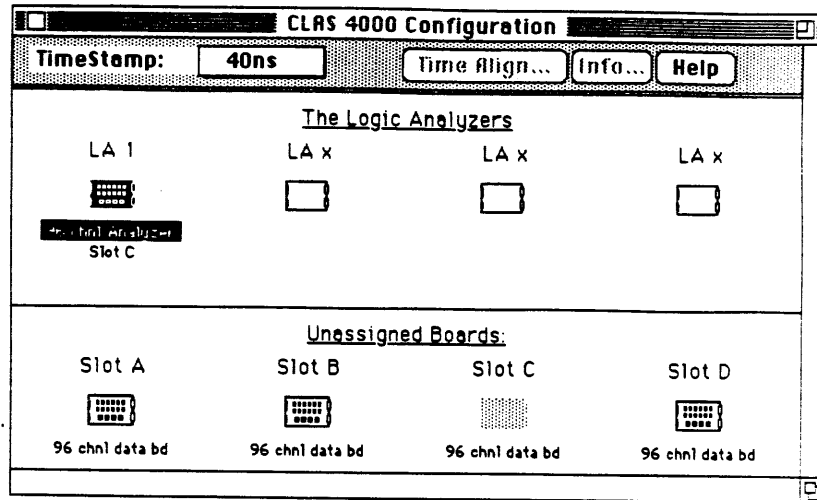 CLAS 4000 Configuration
TimeStamp: 40ns Time Align... Info... Help
The Logic Analyzers
LA 1 LA x LA x LA x
chnl Analyzer
Slot C
Unassigned Boards:
Slot A Slot B Slot C Slot D
96 chnl data bd 96 chnl data bd 96 chnl data bd 96 chnl data bd